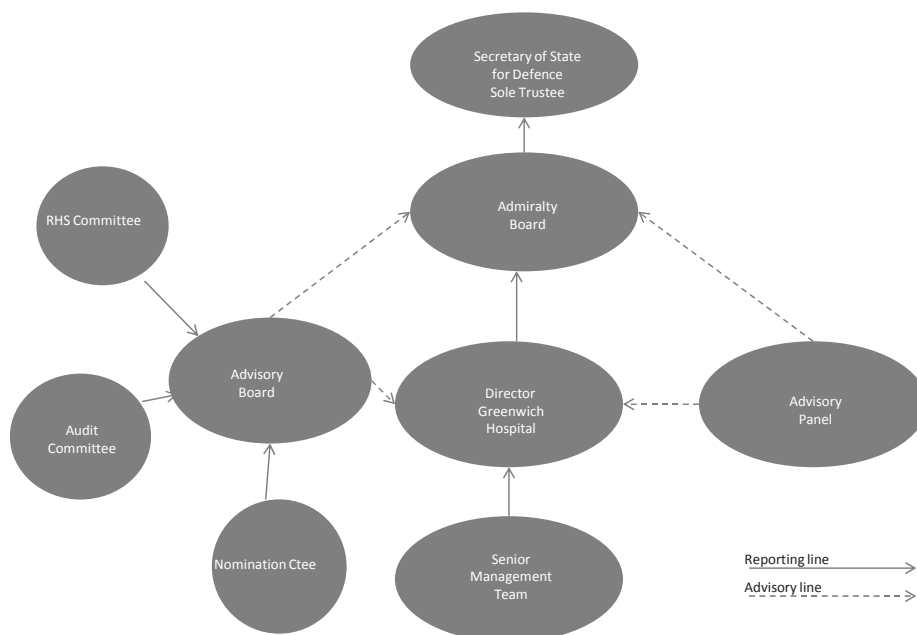 Secretary of State
for Defence
Sole Trustee
RHS Committee
Admiralty
Board
Advisory
Board
Director
Greenwich
Hospital
Advisory
Panel
Audit
Committee
Nomination Ctee
Senior
Management
Team
Reporting line
Advisory line